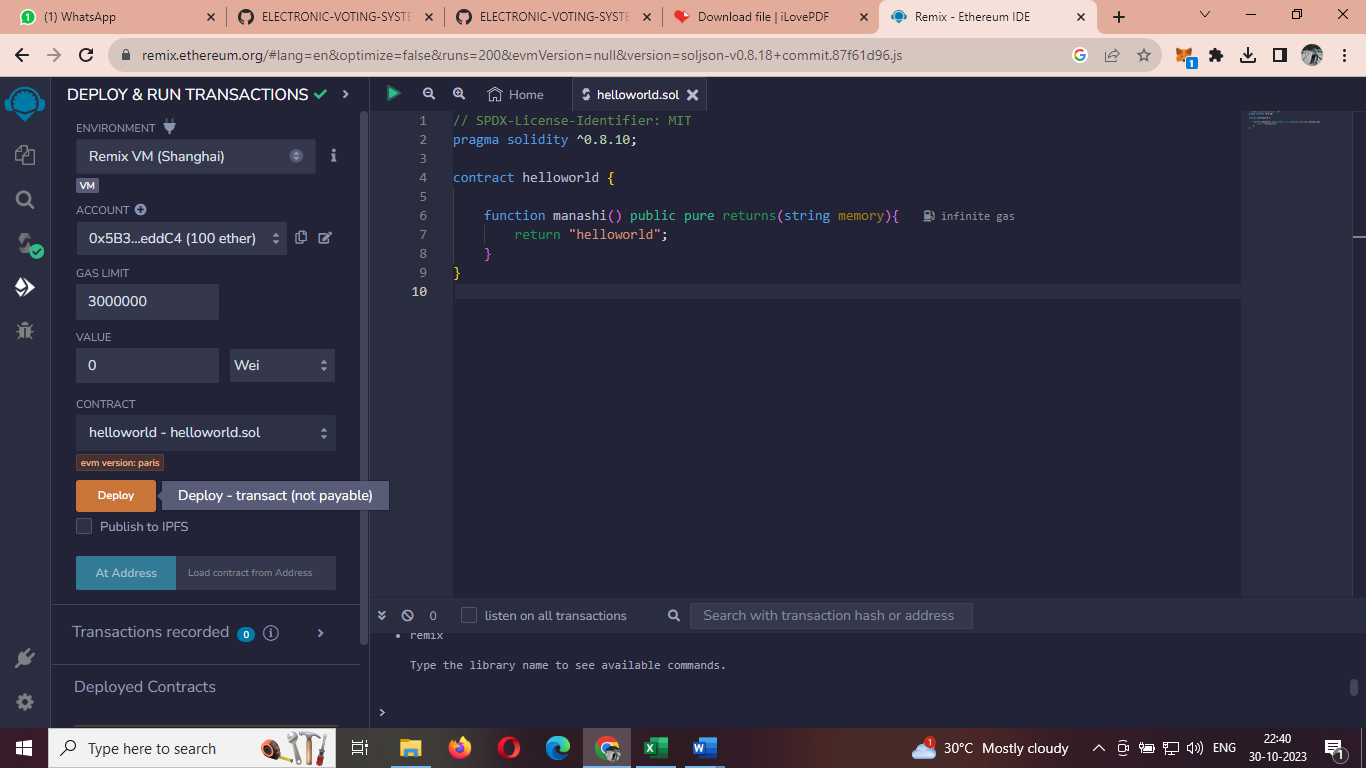 (1) WhatsApp
ELECTRONIC-VOTING-SYSTE
ELECTRONIC-VOTING-SYSTE
Download file | iLovePDF
Remix - Ethereum IDE
remix.ethereum.org/#lang=en&optimize=false&runs=200&evmVersion=null&version=soljson-v0.8.18+commit.87f61d96.js
1
DEPLOY & RUN TRANSACTIONS
ENVIRONMENT
Remix VM (Shanghai)
VM
ACCOUNT
0x5B3...eddC4 (100 ether)
GAS LIMIT
3000000
VALUE
0
Wei
CONTRACT
helloworld - helloworld.sol
evm version: paris
Deploy
Deploy - transact (not payable)
Publish to IPFS
At Address
Load contract from Address
Transactions recorded 0 i
Deployed Contracts
Home
helloworld.sol
1 // SPDX-License-Identifier: MIT
2 pragma solidity ^0.8.10;
3
4 contract helloworld {
5
6 function manashi() public pure returns(string memory){ infinite gas
7 return "helloworld";
8 }
9 }
10
0
listen on all transactions
Search with transaction hash or address
• remix
Type the library name to see available commands.
>
Type here to search
1
30°C Mostly cloudy
ENG
22:40
30-10-2023
1